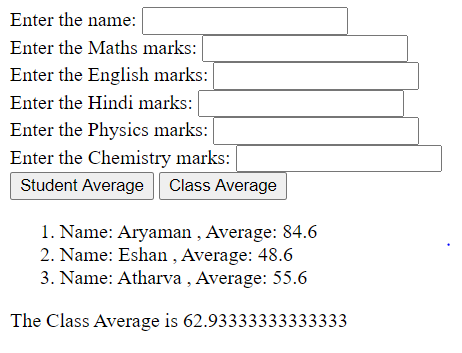 Enter the name:
Enter the Maths marks:
Enter the English marks:
Enter the Hindi marks:
Enter the Physics marks:
Enter the Chemistry marks:
Student Average Class Average
1. Name: Aryaman , Average: 84.6
2. Name: Eshan , Average: 48.6
3. Name: Atharva , Average: 55.6
The Class Average is 62.93333333333333